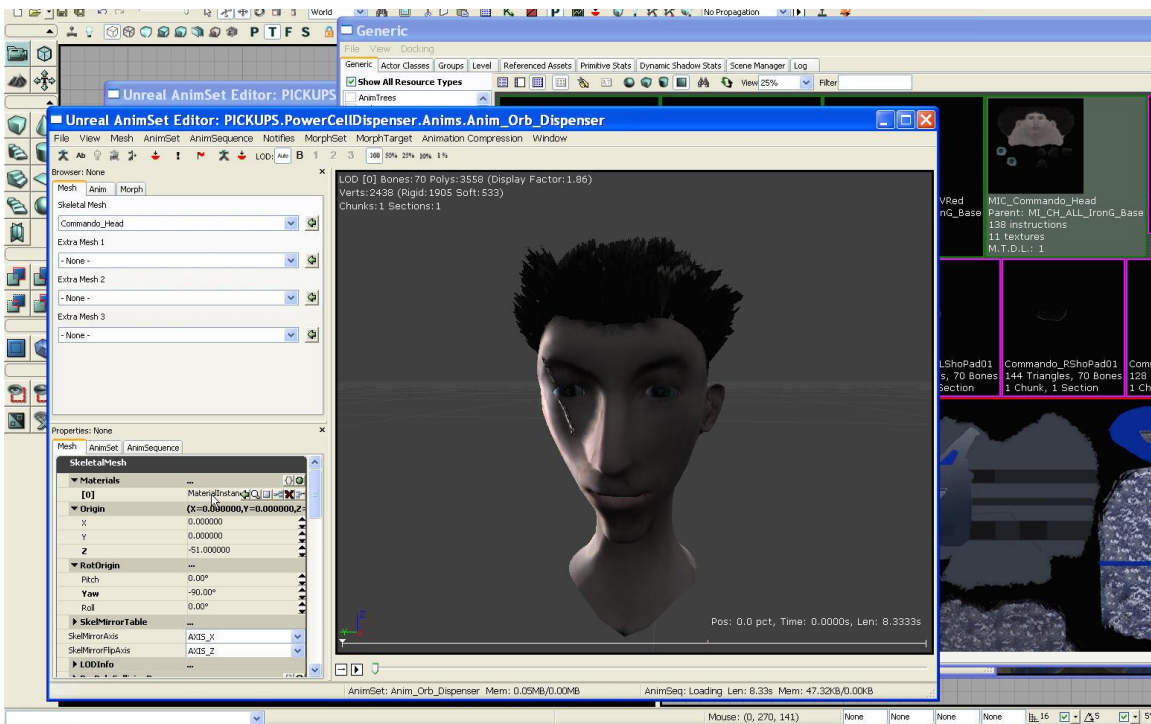 World
No Propagation
P T F S
Generic
File View Docking
Generic Actor Classes Groups Level Referenced Assets Primitive Stats Dynamic Shadow Stats Scene Manager Log
Show All Resource Types
View 25%
Filter
AnimTrees
Unreal AnimSet Editor: PICKUPS
Unreal AnimSet Editor: PICKUPS.PowerCellDispenser.Anims.Anim_Orb_Dispenser
File View Mesh AnimSet AnimSequence Notifies MorphSet MorphTarget Animation Compression Window
LOD: Auto B 1 2 3 100 50% 25% 10% 1%
Browser: None
Mesh Anim Morph
Skeletal Mesh
Commando_Head
Extra Mesh 1
- None -
Extra Mesh 2
- None -
Extra Mesh 3
- None -
LOD [0] Bones:70 Polys:3558 (Display Factor:1.86)
Verts:2438 (Rigid:1905 Soft:533)
Chunks:1 Sections:1
VRed
nG_Base
MIC_Commando_Head
Parent: MI_CH_ALL_IronG_Base
138 instructions
11 textures
M.T.D.L.: 1
LShoPad01
s, 70 Bones
Section
Commando_RShoPad01
144 Triangles, 70 Bones
1 Chunk, 1 Section
Com
128
1 Ch
Properties: None
Mesh AnimSet AnimSequence
SkeletalMesh
Materials ...
[0] MaterialInstan
Origin (X=0.000000,Y=0.000000,Z=
X 0.000000
Y 0.000000
Z -51.000000
RotOrigin ...
Pitch 0.00°
Yaw -90.00°
Roll 0.00°
SkelMirrorTable ...
SkelMirrorAxis AXIS_X
SkelMirrorFlipAxis AXIS_Z
LODInfo ...
Z
Pos: 0.0 pct, Time: 0.0000s, Len: 8.3333s
AnimSet: Anim_Orb_Dispenser Mem: 0.05MB/0.00MB
AnimSeq: Loading Len: 8.33s Mem: 47.32KB/0.00KB
Mouse: (0, 270, 141)
None None None None 16 5